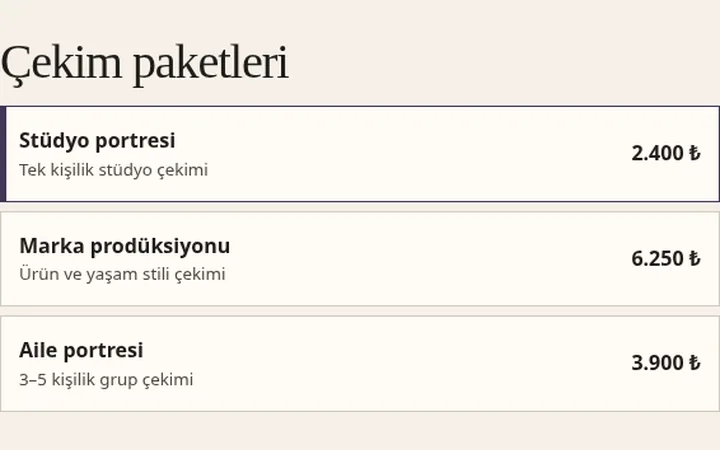 Çekim paketleri
Stüdyo portresi
Tek kişilik stüdyo çekimi
2.400 ₺
Marka prodüksiyonu
Ürün ve yaşam stili çekimi
6.250 ₺
Aile portresi
3–5 kişilik grup çekimi
3.900 ₺